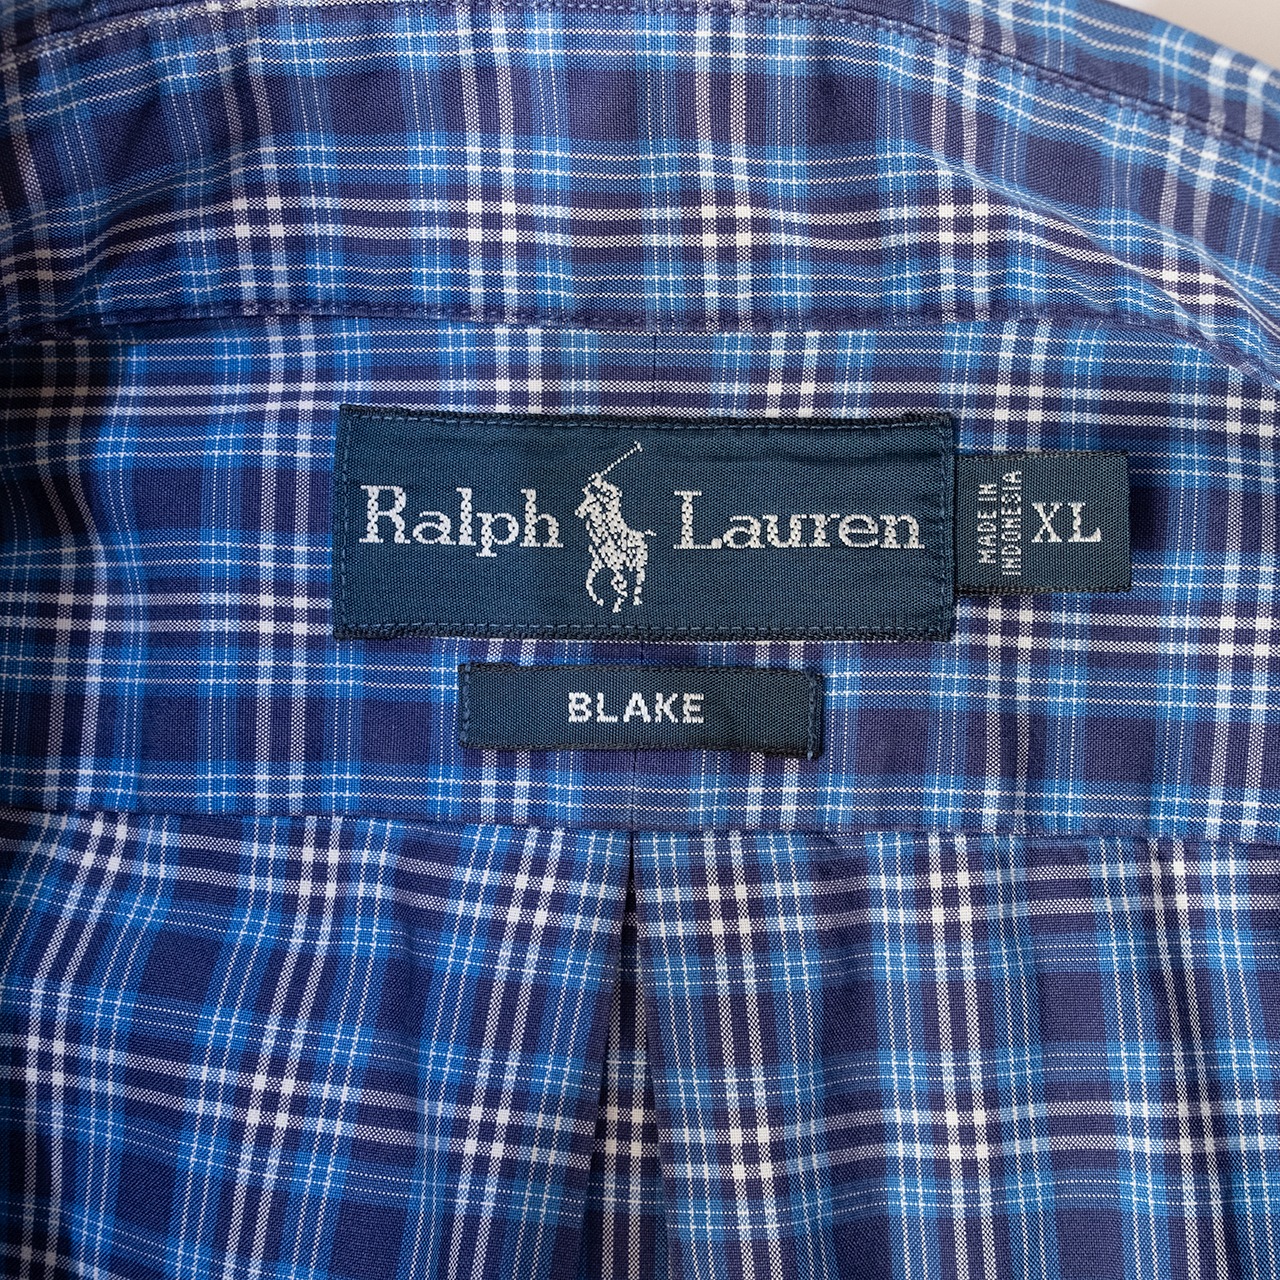 Ralph Lauren
MADE IN
INDONESIA
XL
BLAKE